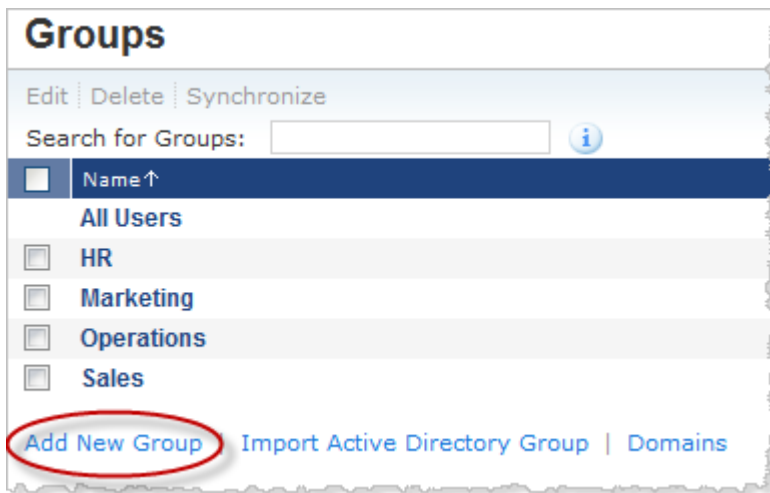 Groups
Edit Delete Synchronize
Search for Groups:
Name↑
All Users
HR
Marketing
Operations
Sales
Add New Group | Import Active Directory Group | Domains